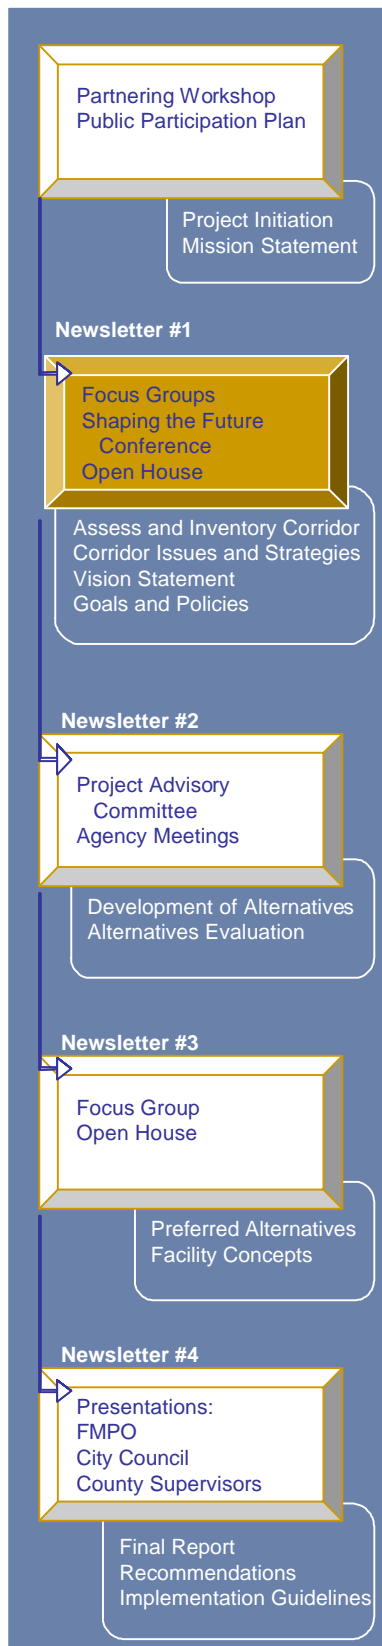 Partnering Workshop
Public Participation Plan
Project Initiation
Mission Statement
Newsletter #1
Focus Groups
Shaping the Future
Conference
Open House
Assess and Inventory Corridor
Corridor Issues and Strategies
Vision Statement
Goals and Policies
Newsletter #2
Project Advisory
Committee
Agency Meetings
Development of Alternatives
Alternatives Evaluation
Newsletter #3
Focus Group
Open House
Preferred Alternatives
Facility Concepts
Newsletter #4
Presentations:
FMPO
City Council
County Supervisors
Final Report
Recommendations
Implementation Guidelines